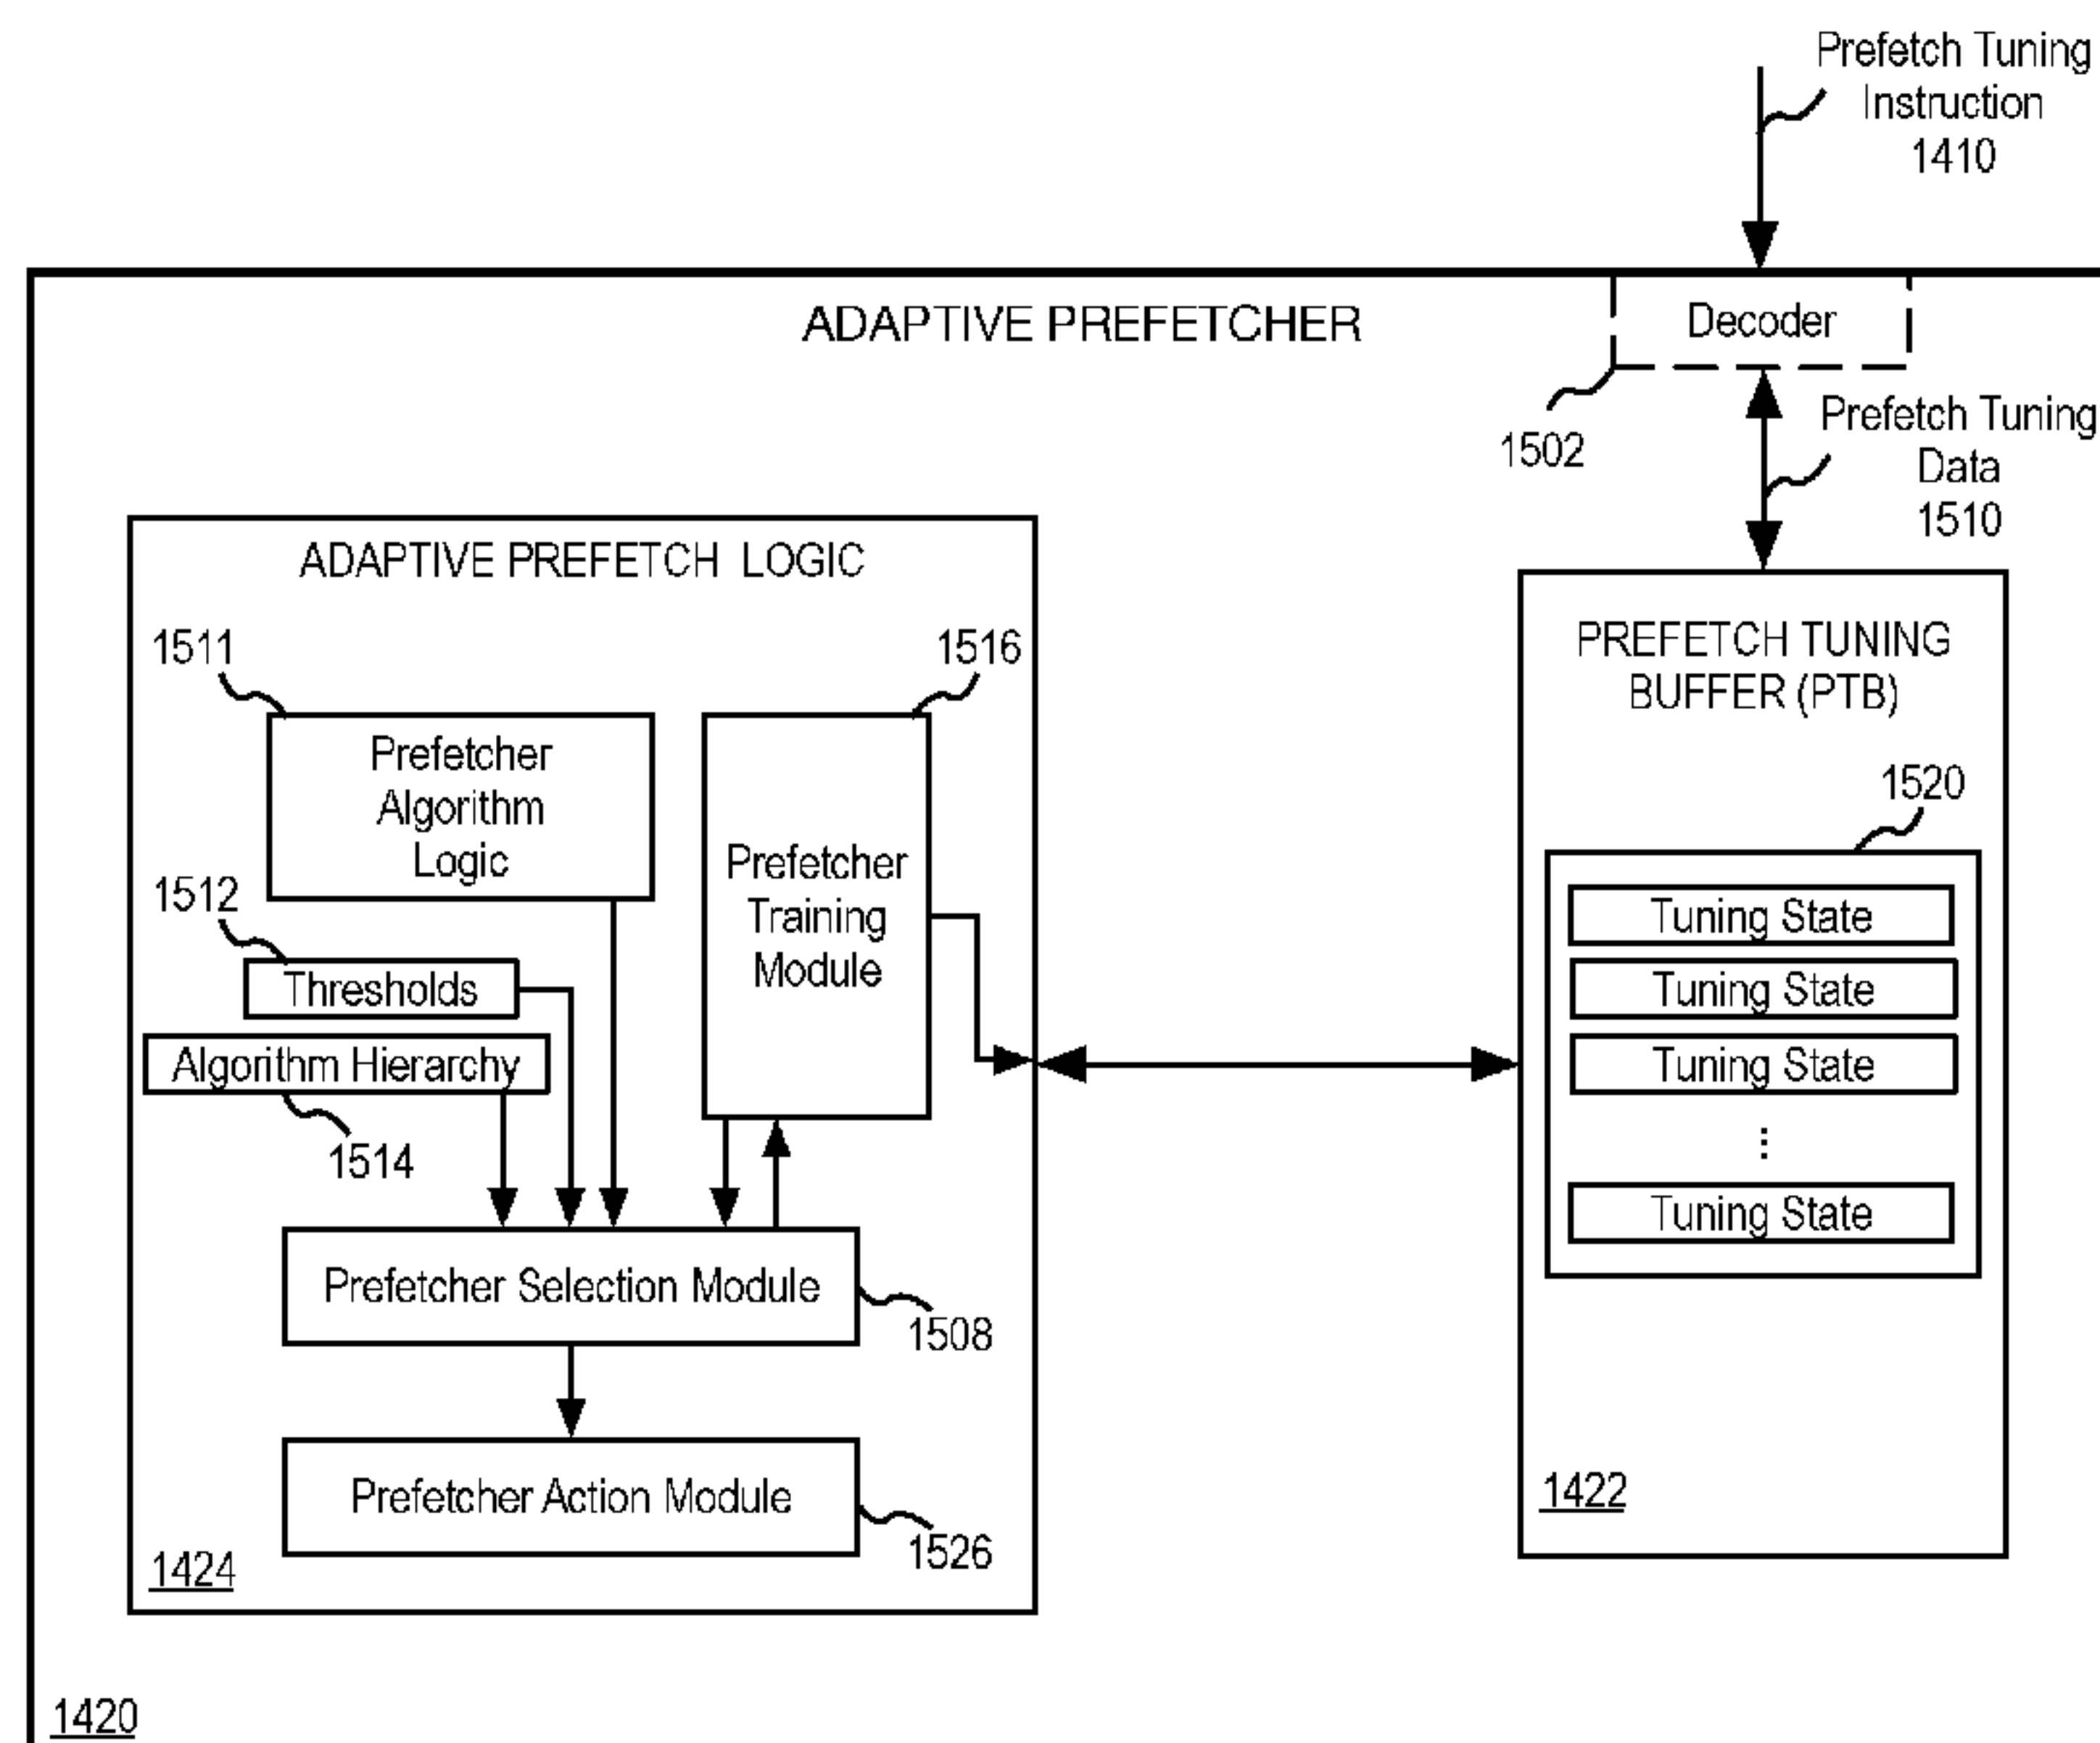 Prefetch Tuning
Instruction
1410
ADAPTIVE PREFETCHER
Decoder
1502
Prefetch Tuning
Data
1510
ADAPTIVE PREFETCH LOGIC
1511
1516
Prefetcher
Algorithm
Logic
Prefetcher
Training
Module
1512
Thresholds
Algorithm Hierarchy
1514
Prefetcher Selection Module
1508
Prefetcher Action Module
1526
1424
PREFETCH TUNING
BUFFER (PTB)
1520
Tuning State
Tuning State
Tuning State
⋮
Tuning State
1422
1420